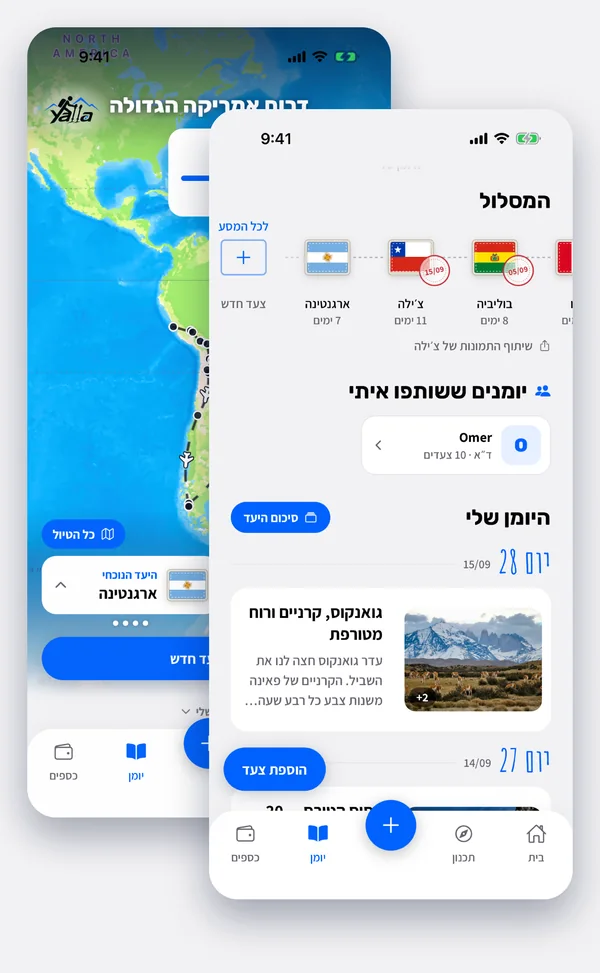 NORTH
AMERICA
9:41
Yalla
דרום אמריקה הגדולה
כל הטיול
היעד הנוכחי
ארגנטינה
עד חדש
שלי
יומן
כספים
9:41
המסלול
לכל המסע
15/09
05/09
בוליביה
צ׳ילה
ארגנטינה
צעד חדש
8 ימים
11 ימים
7 ימים
שיתוף התמונות של צ׳ילה
יומנים ששותפו איתי
O
Omer
ד״א · 10 צעדים
היומן שלי
סיכום היעד
יום 28
15/09
גואנקוס, קרניים ורוח
מטורפת
עדר גואנקוס חצה לנו את
השביל. הקרניים של פאינה
משנות צבע כל רבע שעה...
+2
יום 27
14/09
הוספת צעד
בית
תכנון
יומן
כספים